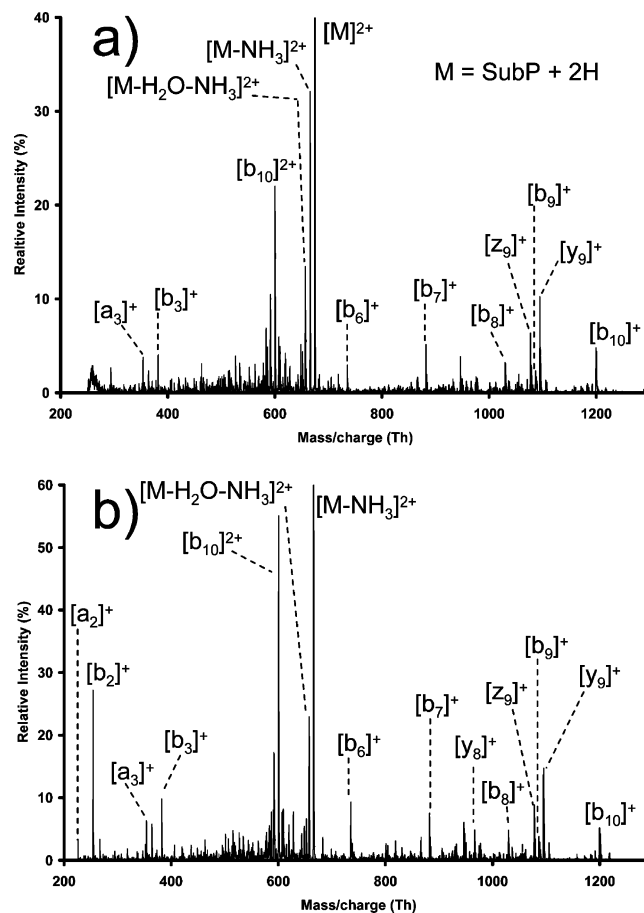 a)
[M]²⁺
[M-NH₃]²⁺
M = SubP + 2H
[M-H₂O-NH₃]²⁺
[b₁₀]²⁺
[b₉]⁺
[z₉]⁺
[y₉]⁺
[a₃]⁺
[b₃]⁺
[b₆]⁺
[b₇]⁺
[b₈]⁺
[b₁₀]⁺
Realtive Intensity (%)
40
30
20
10
0
200 400 600 800 1000 1200
Mass/charge (Th)
b)
[M-H₂O-NH₃]²⁺
[M-NH₃]²⁺
[b₁₀]²⁺
[a₂]⁺
[b₂]⁺
[a₃]⁺
[b₃]⁺
[b₆]⁺
[b₇]⁺
[y₈]⁺
[b₈]⁺
[z₉]⁺
[b₉]⁺
[y₉]⁺
[b₁₀]⁺
Relative Intensity (%)
60
50
40
30
20
10
0
200 400 600 800 1000 1200
Mass/charge (Th)